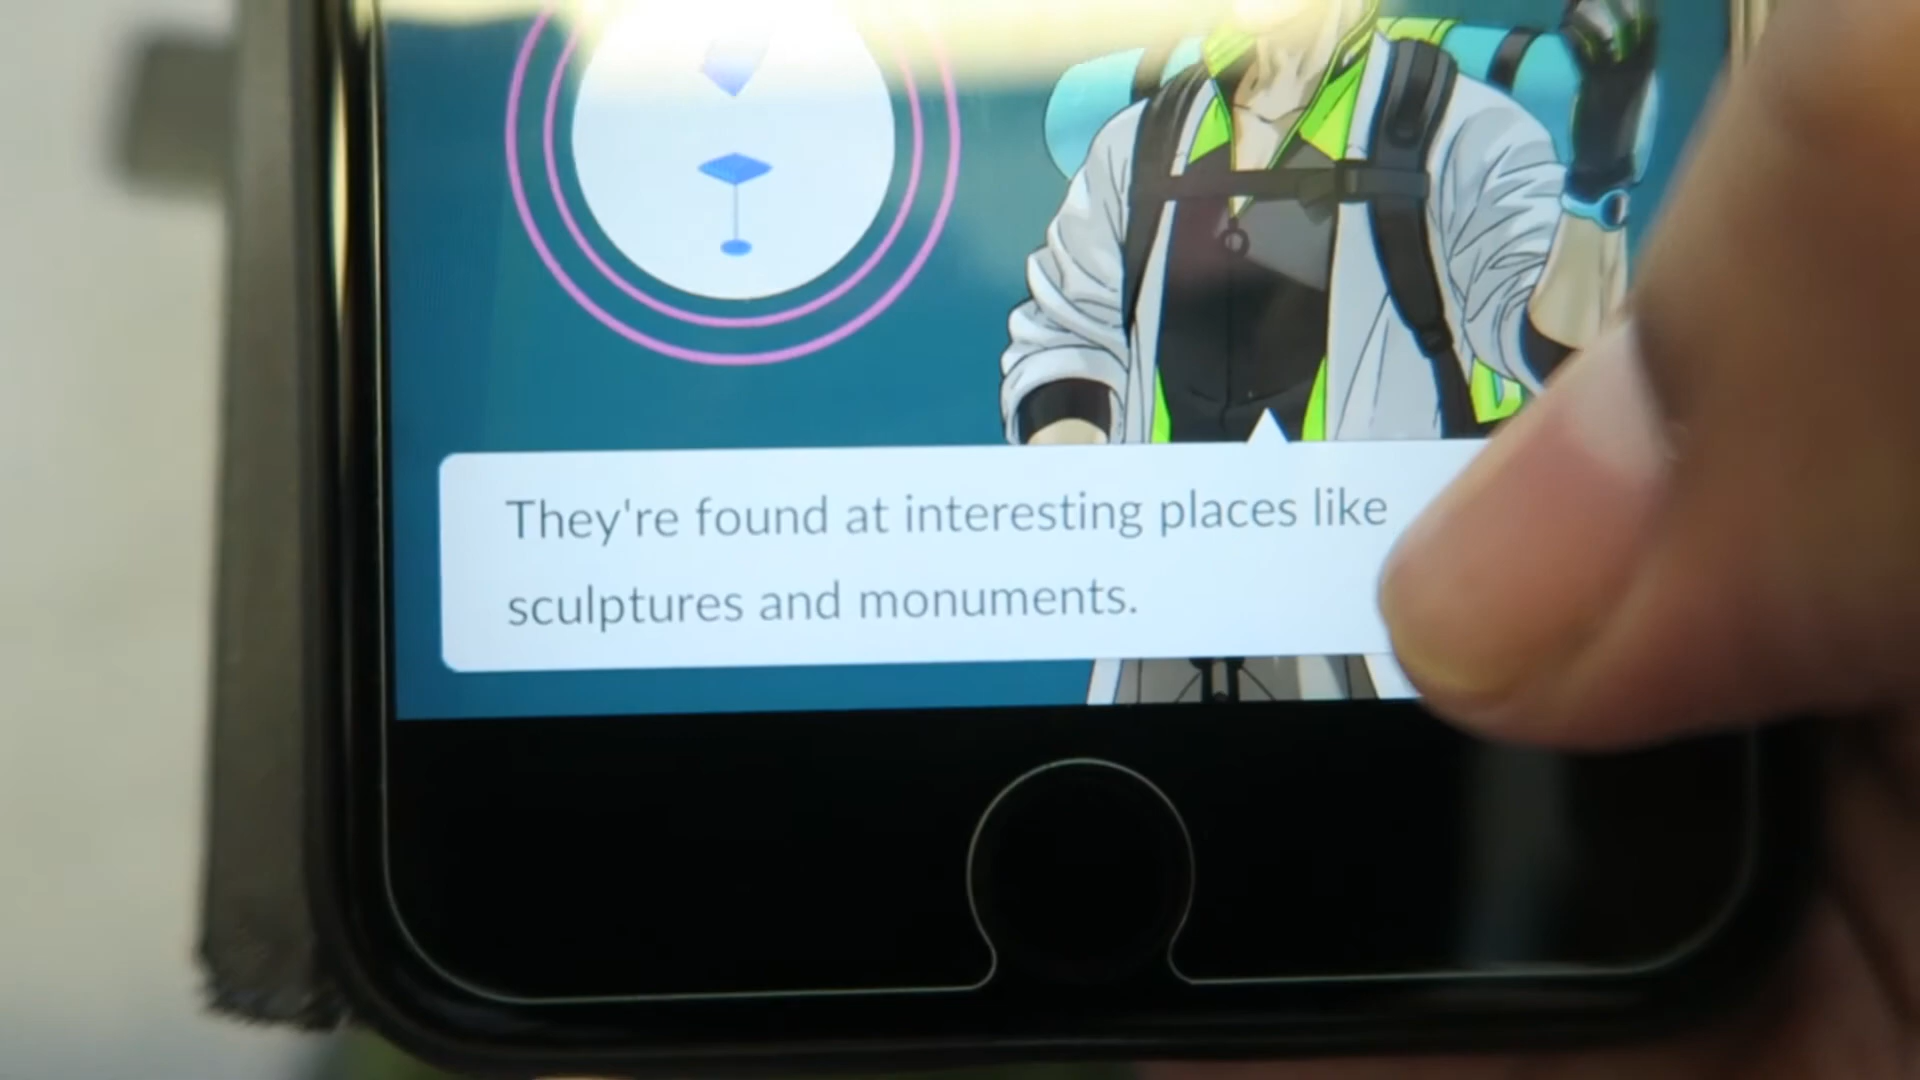 They're found at interesting places like
sculptures and monuments.